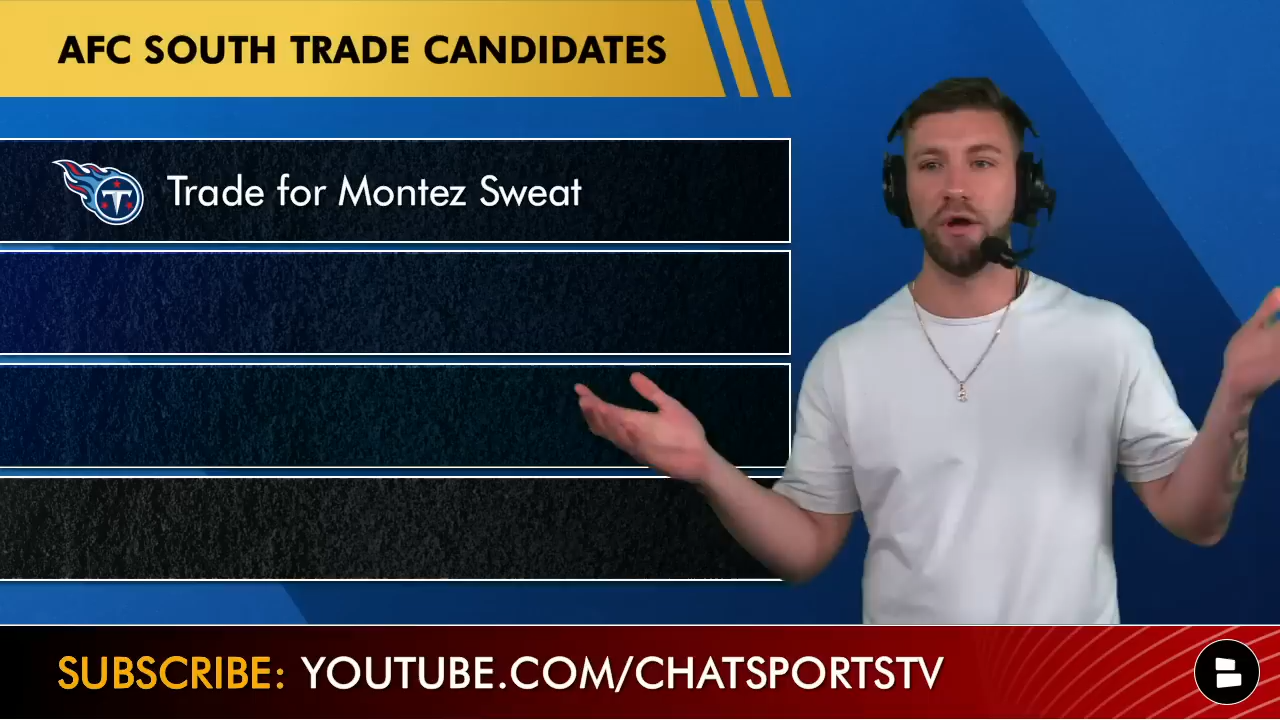 AFC SOUTH TRADE CANDIDATES
Trade for Montez Sweat
SUBSCRIBE: YOUTUBE.COM/CHATSPORTSTV